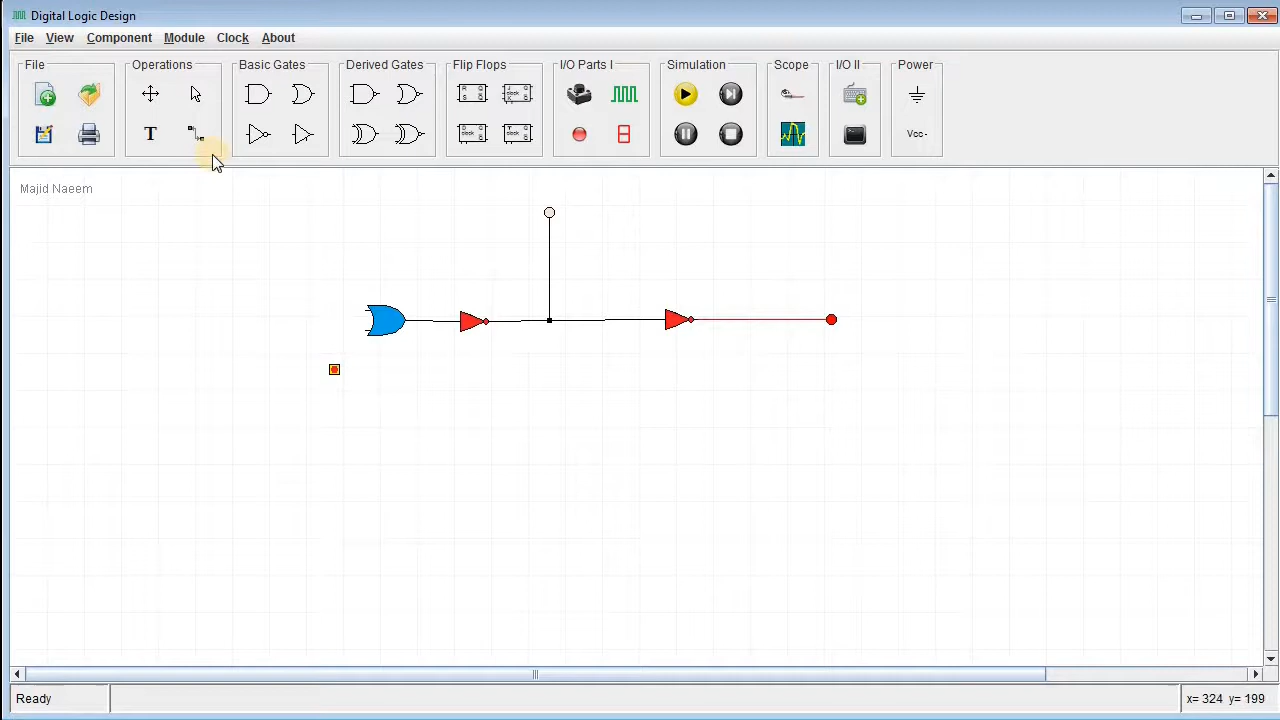 Digital Logic Design
File View Component Module Clock About
File Operations Basic Gates Derived Gates Flip Flops I/O Parts I Simulation Scope I/O II Power
T
Vcc-
Majid Naeem
Ready x= 324 y= 199